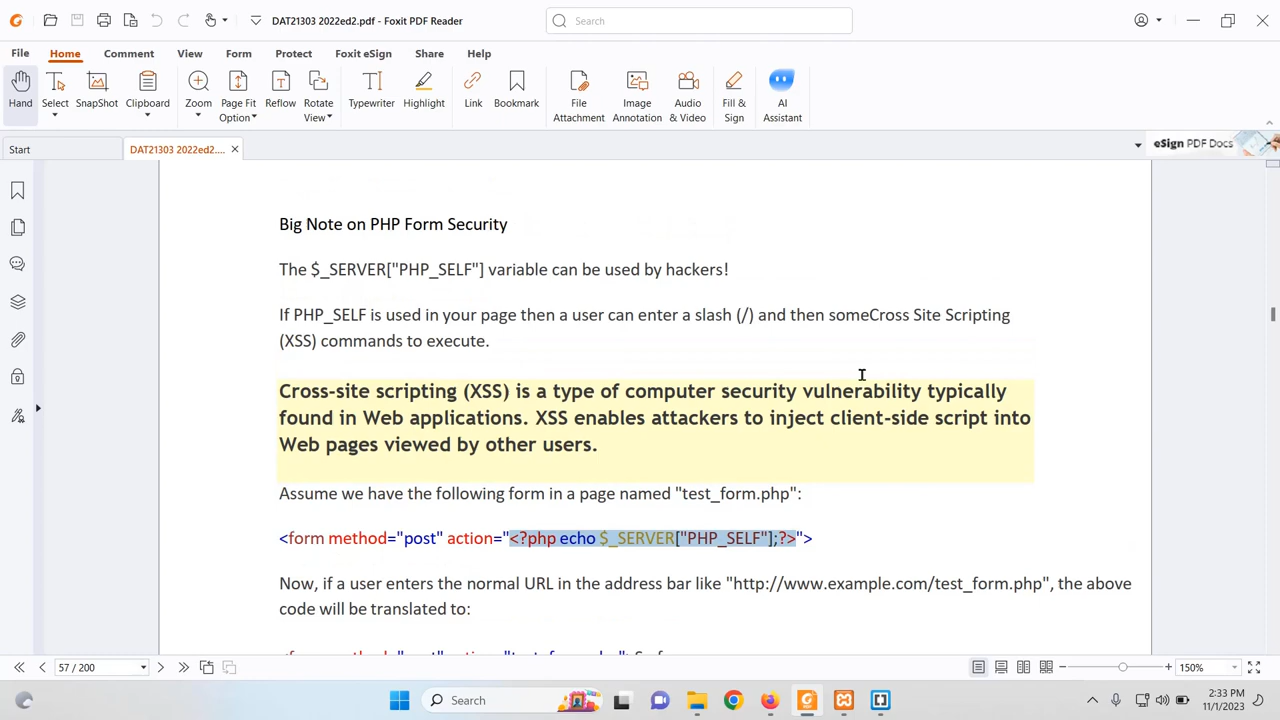 DAT21303 2022ed2.pdf - Foxit PDF Reader
Search
File Home Comment View Form Protect Foxit eSign Share Help
Hand Select SnapShot Clipboard Zoom Page Fit Option Reflow Rotate View Typewriter Highlight Link Bookmark File Attachment Image Annotation Audio & Video Fill & Sign AI Assistant
Start DAT21303 2022ed2.... eSign PDF Docs
Big Note on PHP Form Security
The $_SERVER["PHP_SELF"] variable can be used by hackers!
If PHP_SELF is used in your page then a user can enter a slash (/) and then someCross Site Scripting
(XSS) commands to execute.
Cross-site scripting (XSS) is a type of computer security vulnerability typically
found in Web applications. XSS enables attackers to inject client-side script into
Web pages viewed by other users.
Assume we have the following form in a page named "test_form.php":
<form method="post" action="<?php echo $_SERVER["PHP_SELF"];?>">
Now, if a user enters the normal URL in the address bar like "http://www.example.com/test_form.php", the above
code will be translated to:
57 / 200 150%
Search 2:33 PM
11/1/2023